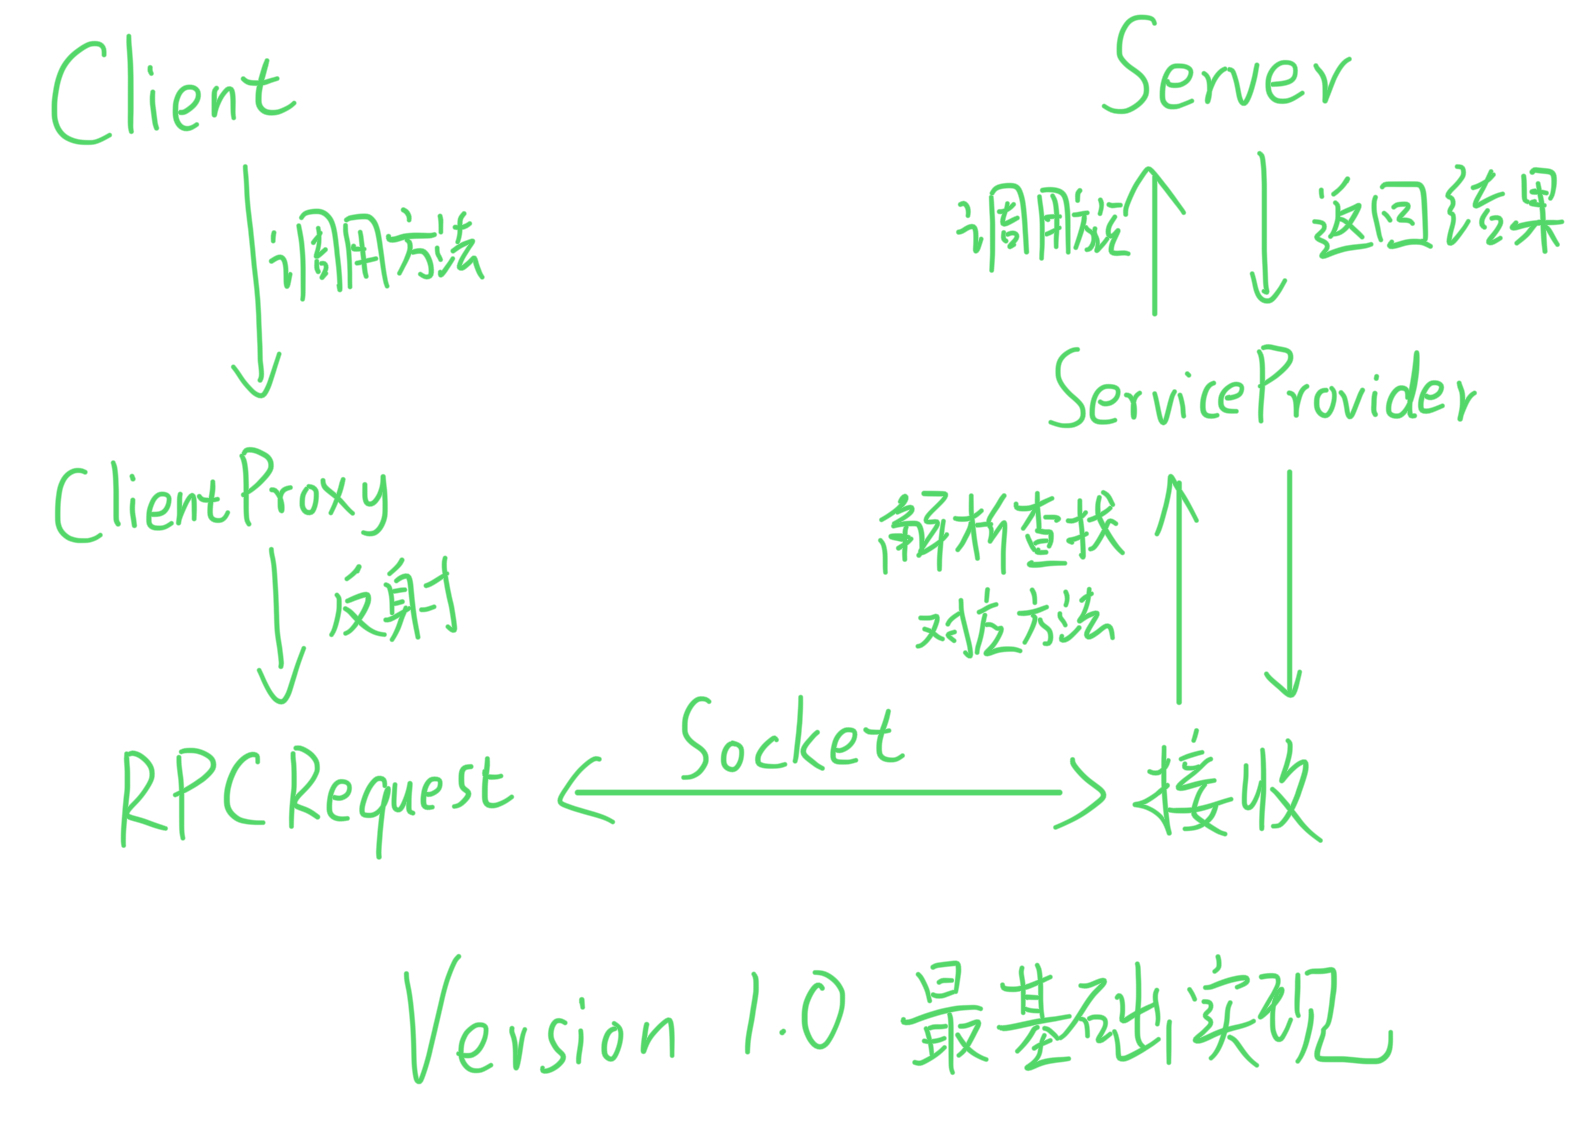 Client
调用方法
ClientProxy
反射
RPCRequest
Socket
Server
调用方法
返回结果
ServiceProvider
解析查找
对应方法
接收
Version 1.0 最基础实现